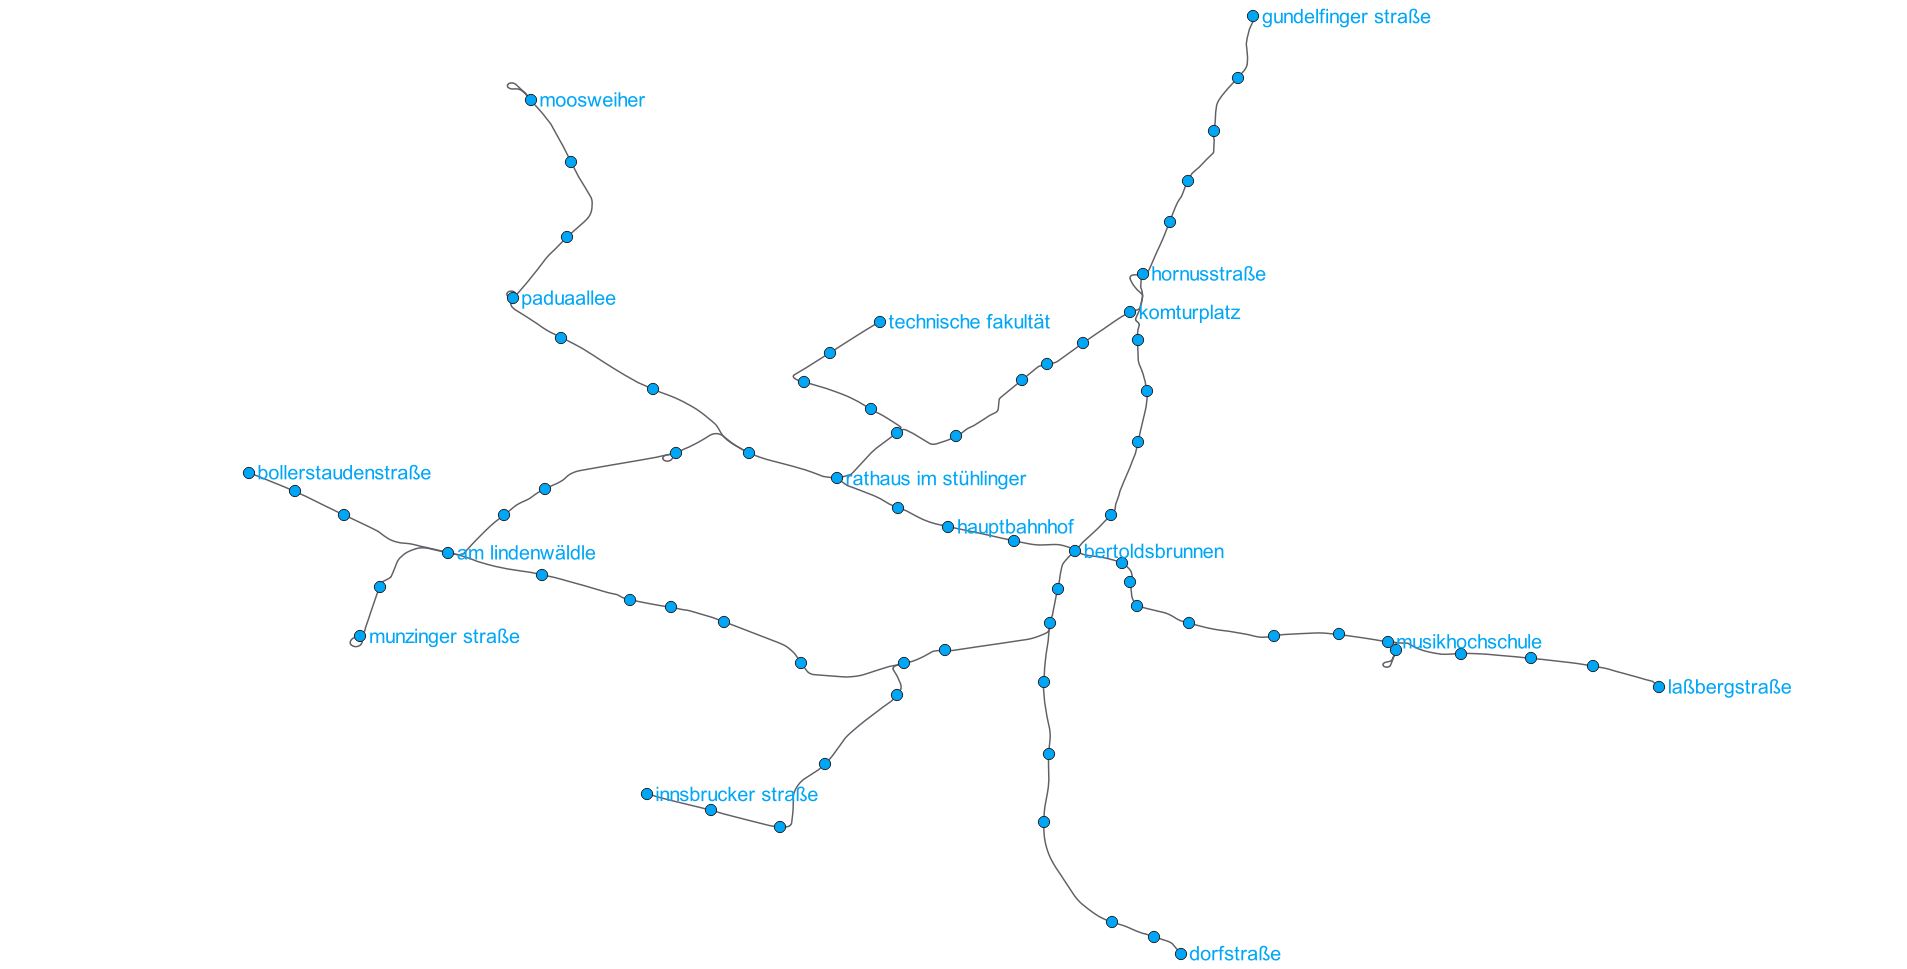 gundelfinger straße
moosweiher
hornusstraße
paduaallee
komturplatz
technische fakultät
bollerstaudenstraße
rathaus im stühlinger
hauptbahnhof
bertoldsbrunnen
am lindenwäldle
munzinger straße
musikhochschule
laßbergstraße
innsbrucker straße
dorfstraße